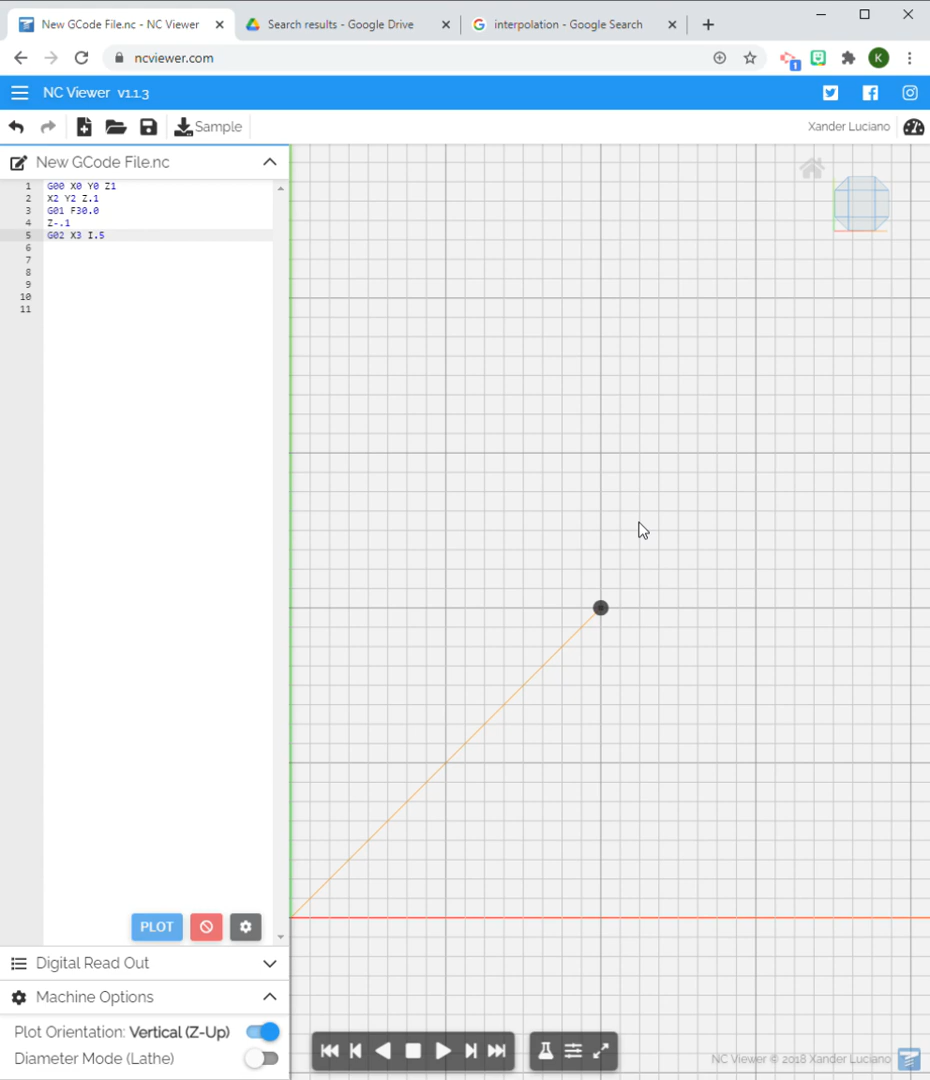 New GCode File.nc - NC Viewer
Search results - Google Drive
interpolation - Google Search
ncviewer.com
1
K
NC Viewer v1.1.3
Sample
Xander Luciano
New GCode File.nc
1 G00 X0 Y0 Z1
2 X2 Y2 Z.1
3 G01 F30.0
4 Z-.1
5 G02 X3 I.5
6
7
8
9
10
11
PLOT
Digital Read Out
Machine Options
Plot Orientation: Vertical (Z-Up)
Diameter Mode (Lathe)
NC Viewer © 2018 Xander Luciano